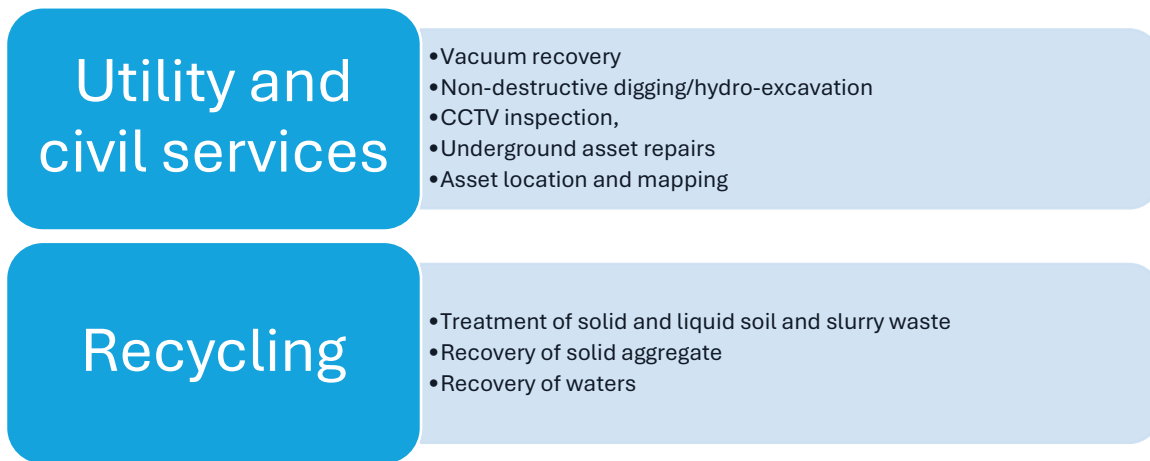 Utility and
civil services
•Vacuum recovery
•Non-destructive digging/hydro-excavation
•CCTV inspection,
•Underground asset repairs
•Asset location and mapping
Recycling
•Treatment of solid and liquid soil and slurry waste
•Recovery of solid aggregate
•Recovery of waters